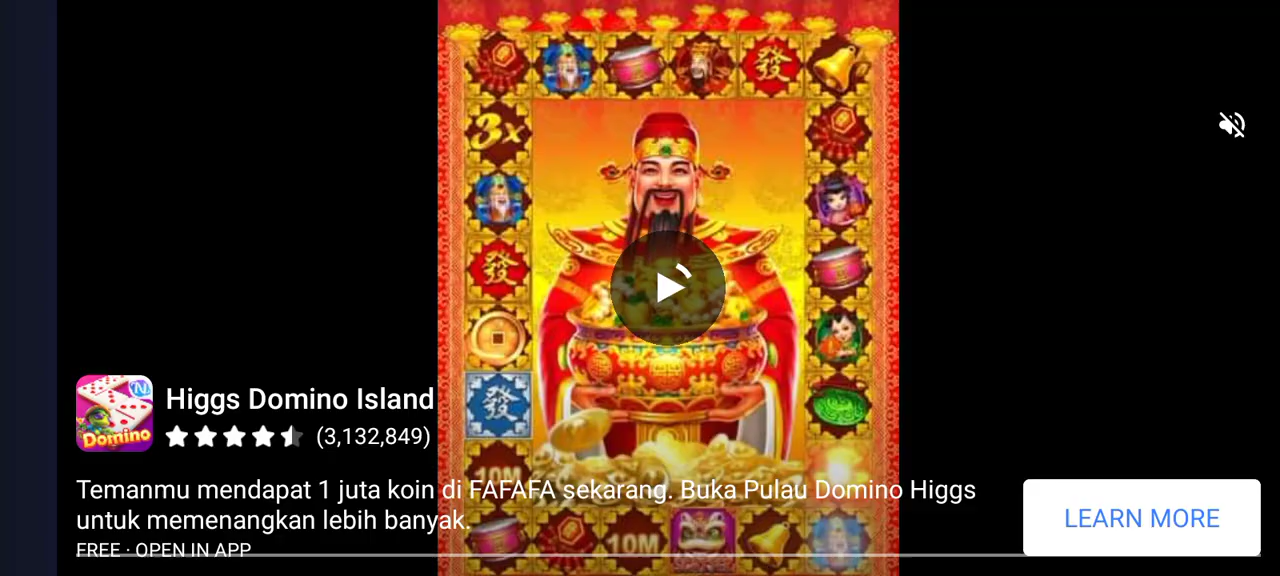 發
3x
發
發
10M
Domino
Higgs Domino Island
(3,132,849)
Temanmu mendapat 1 juta koin di FAFAFA sekarang. Buka Pulau Domino Higgs
untuk memenangkan lebih banyak.
LEARN MORE
FREE · OPEN IN APP
10M